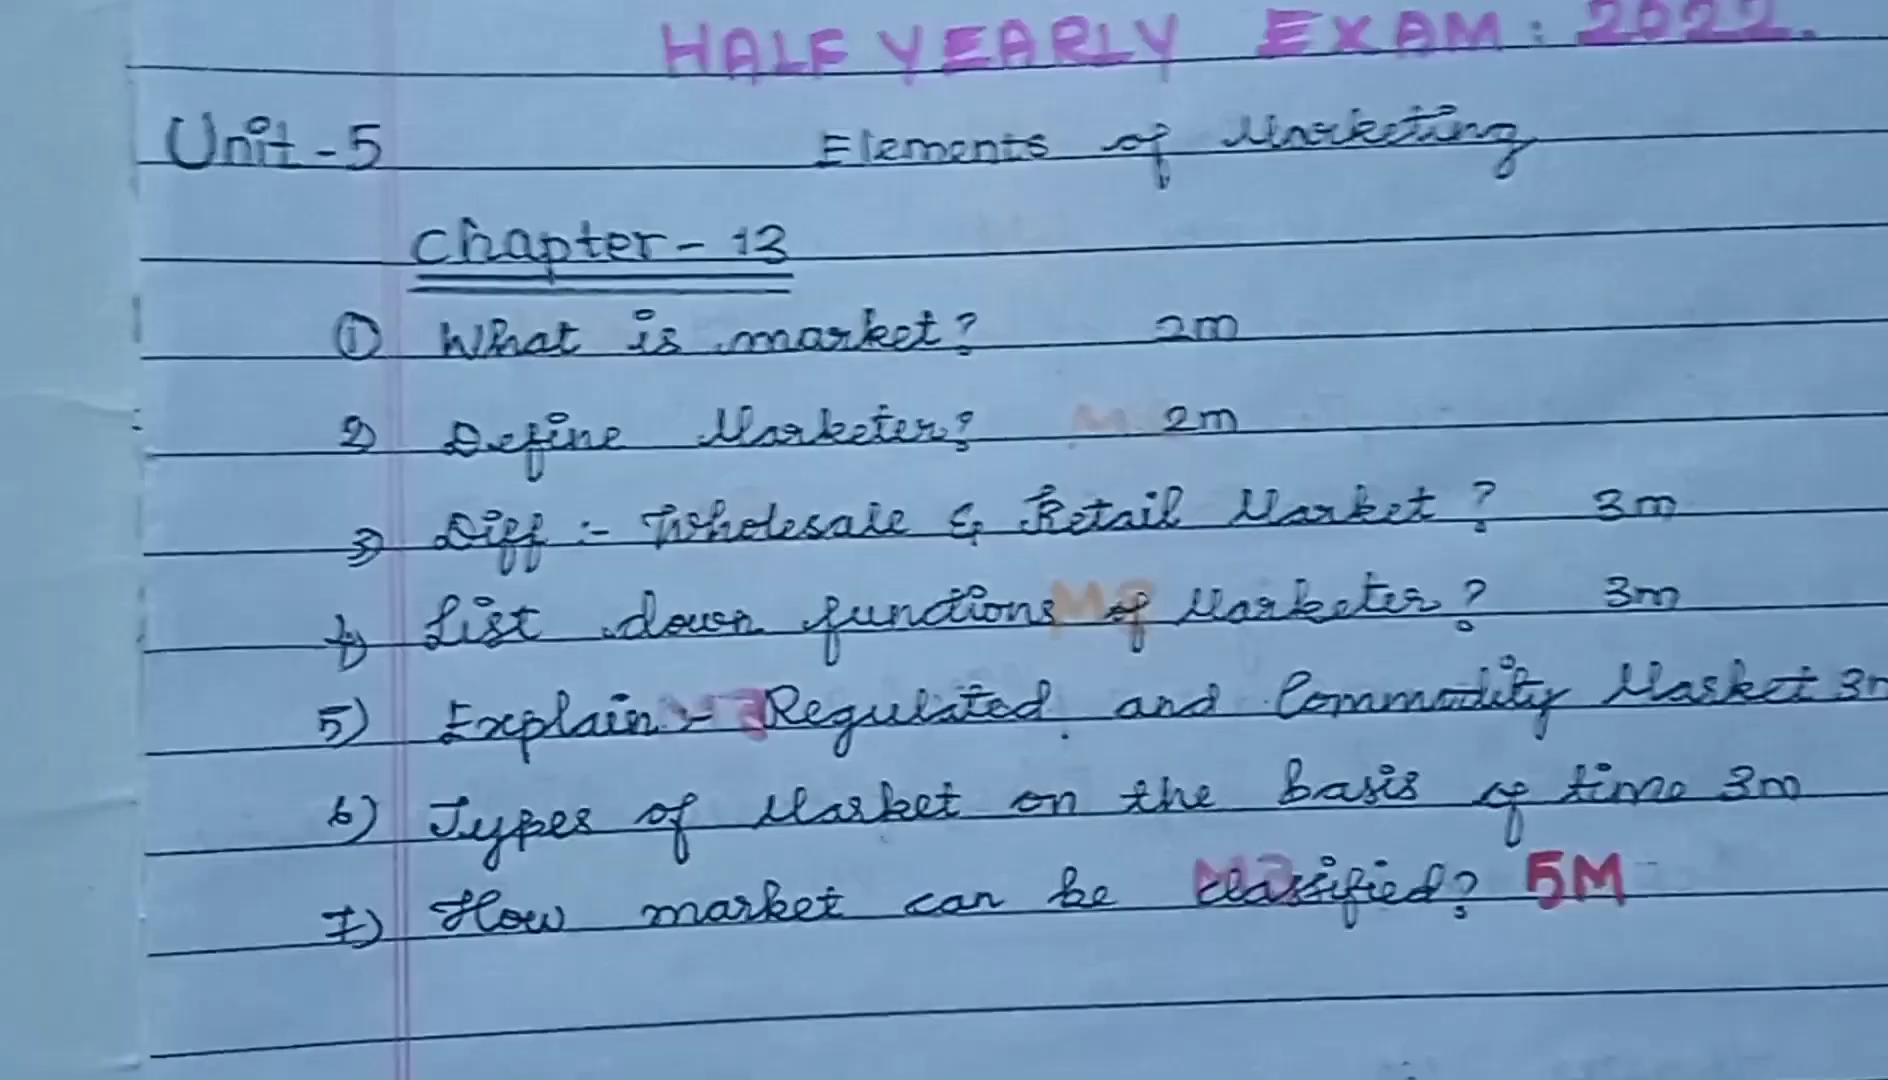 HALF YEARLY EXAM: 2022.
Unit-5 Elements of Marketing
Chapter-13
① What is market? 2m
2) Define Marketer? 2m
3) Diff :- Wholesale & Retail Market? 3m
4) List down functions of Marketer? 3m
5) Explain :- Regulated and Commodity Market 3m
6) Types of Market on the basis of time 3m
7) How market can be classified? 5M